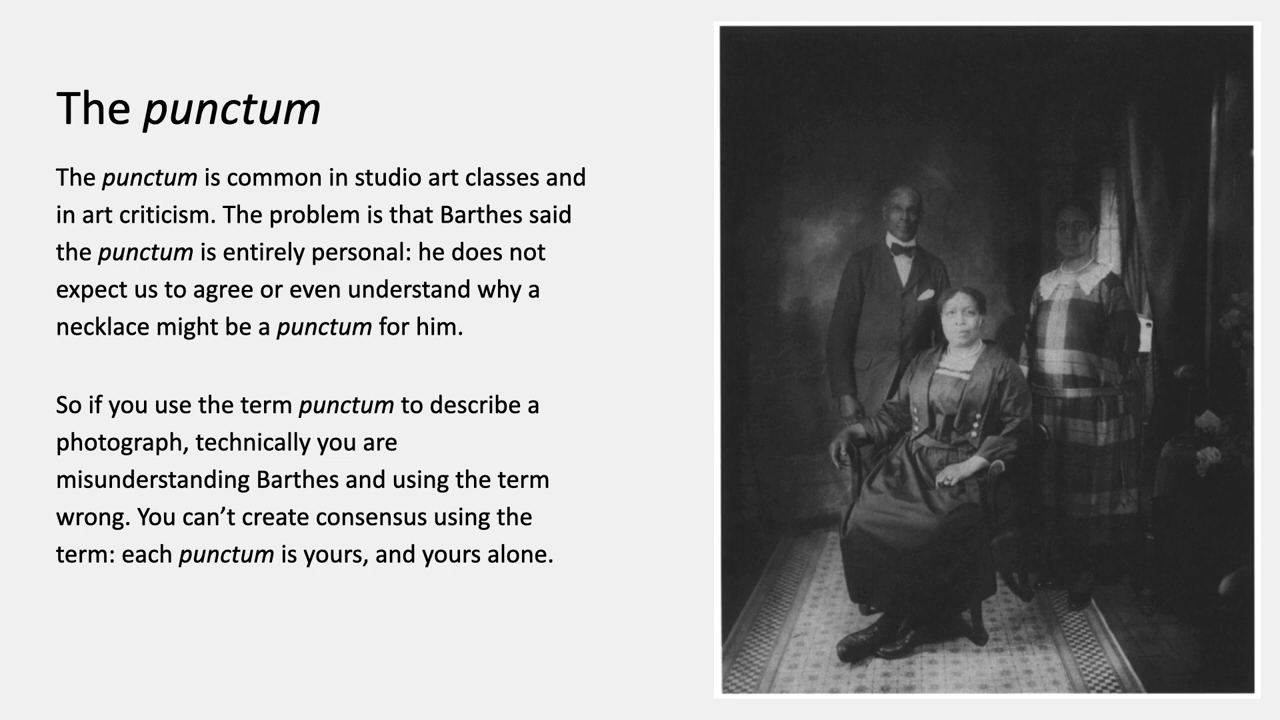 The punctum
The punctum is common in studio art classes and
in art criticism. The problem is that Barthes said
the punctum is entirely personal: he does not
expect us to agree or even understand why a
necklace might be a punctum for him.
So if you use the term punctum to describe a
photograph, technically you are
misunderstanding Barthes and using the term
wrong. You can’t create consensus using the
term: each punctum is yours, and yours alone.